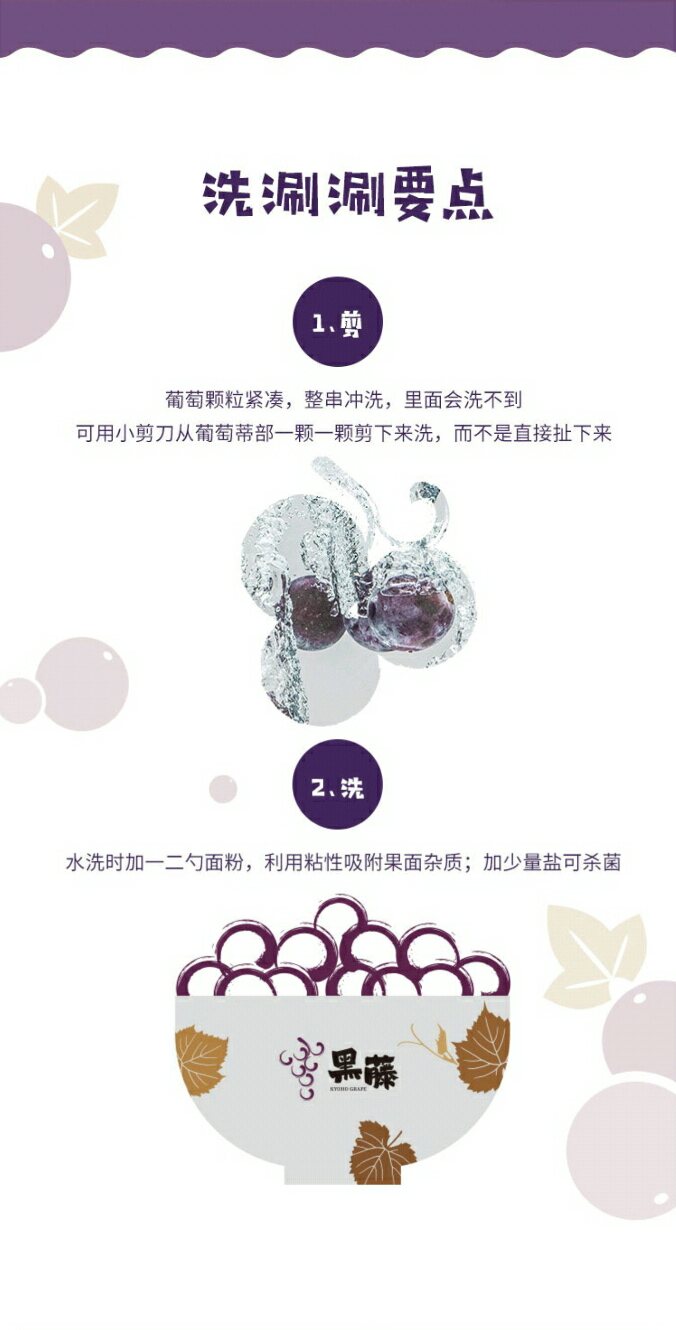 洗涮涮要点
1、剪
葡萄颗粒紧凑，整串冲洗，里面会洗不到
可用小剪刀从葡萄蒂部一颗一颗剪下来洗，而不是直接扯下来
2、洗
水洗时加一二勺面粉，利用粘性吸附果面杂质；加少量盐可杀菌
黑藤
KYOHO GRAPE